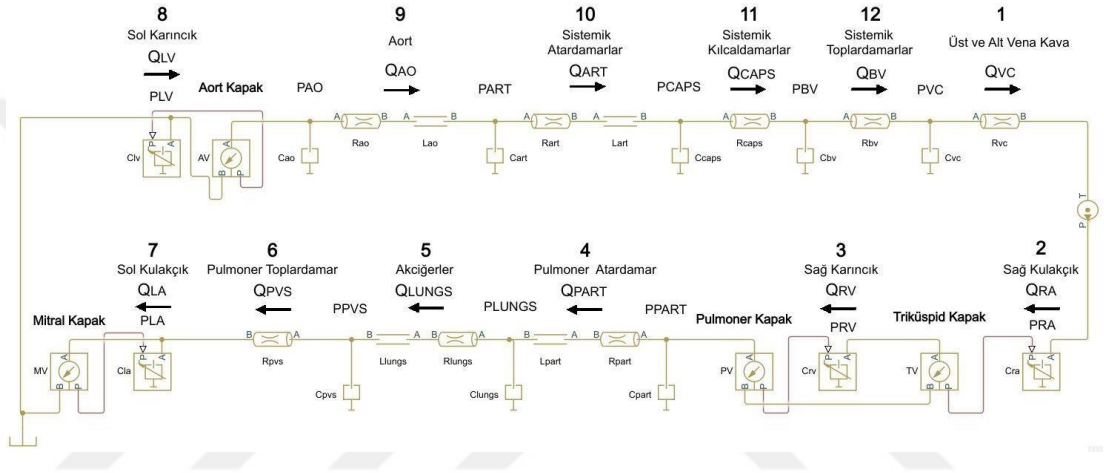 8
Sol Karıncık
QLV
PLV
9
Aort
QAO
10
Sistemik
Atardamarlar
QART
11
Sistemik
Kılcaldamarlar
QCAPS
12
Sistemik
Toplardamarlar
QBV
1
Üst ve Alt Vena Kava
QVC
Aort Kapak
PAO
PART
PCAPS
PBV
PVC
A B A B A B A B A B A B A B
Rao Lao Rart Lart Rcaps Rbv Rvc
P A
Clv
AV
A
B P
Cao
Cart
Ccaps
Cbv
Cvc
T
P
7
Sol Kulakçık
QLA
PLA
6
Pulmoner Toplardamar
QPVS
PPVS
5
Akciğerler
QLUNGS
PLUNGS
4
Pulmoner Atardamar
QPART
PPART
3
Sağ Karıncık
QRV
PRV
2
Sağ Kulakçık
QRA
PRA
Mitral Kapak
Pulmoner Kapak
Triküspid Kapak
B A B A B A B A B A
Rpvs Llungs Rlungs Lpart Rpart
MV
A
B P
P A
Cla
Cpvs
Clungs
Cpart
PV
A
B P
P A
Crv
TV
A
B P
P A
Cra